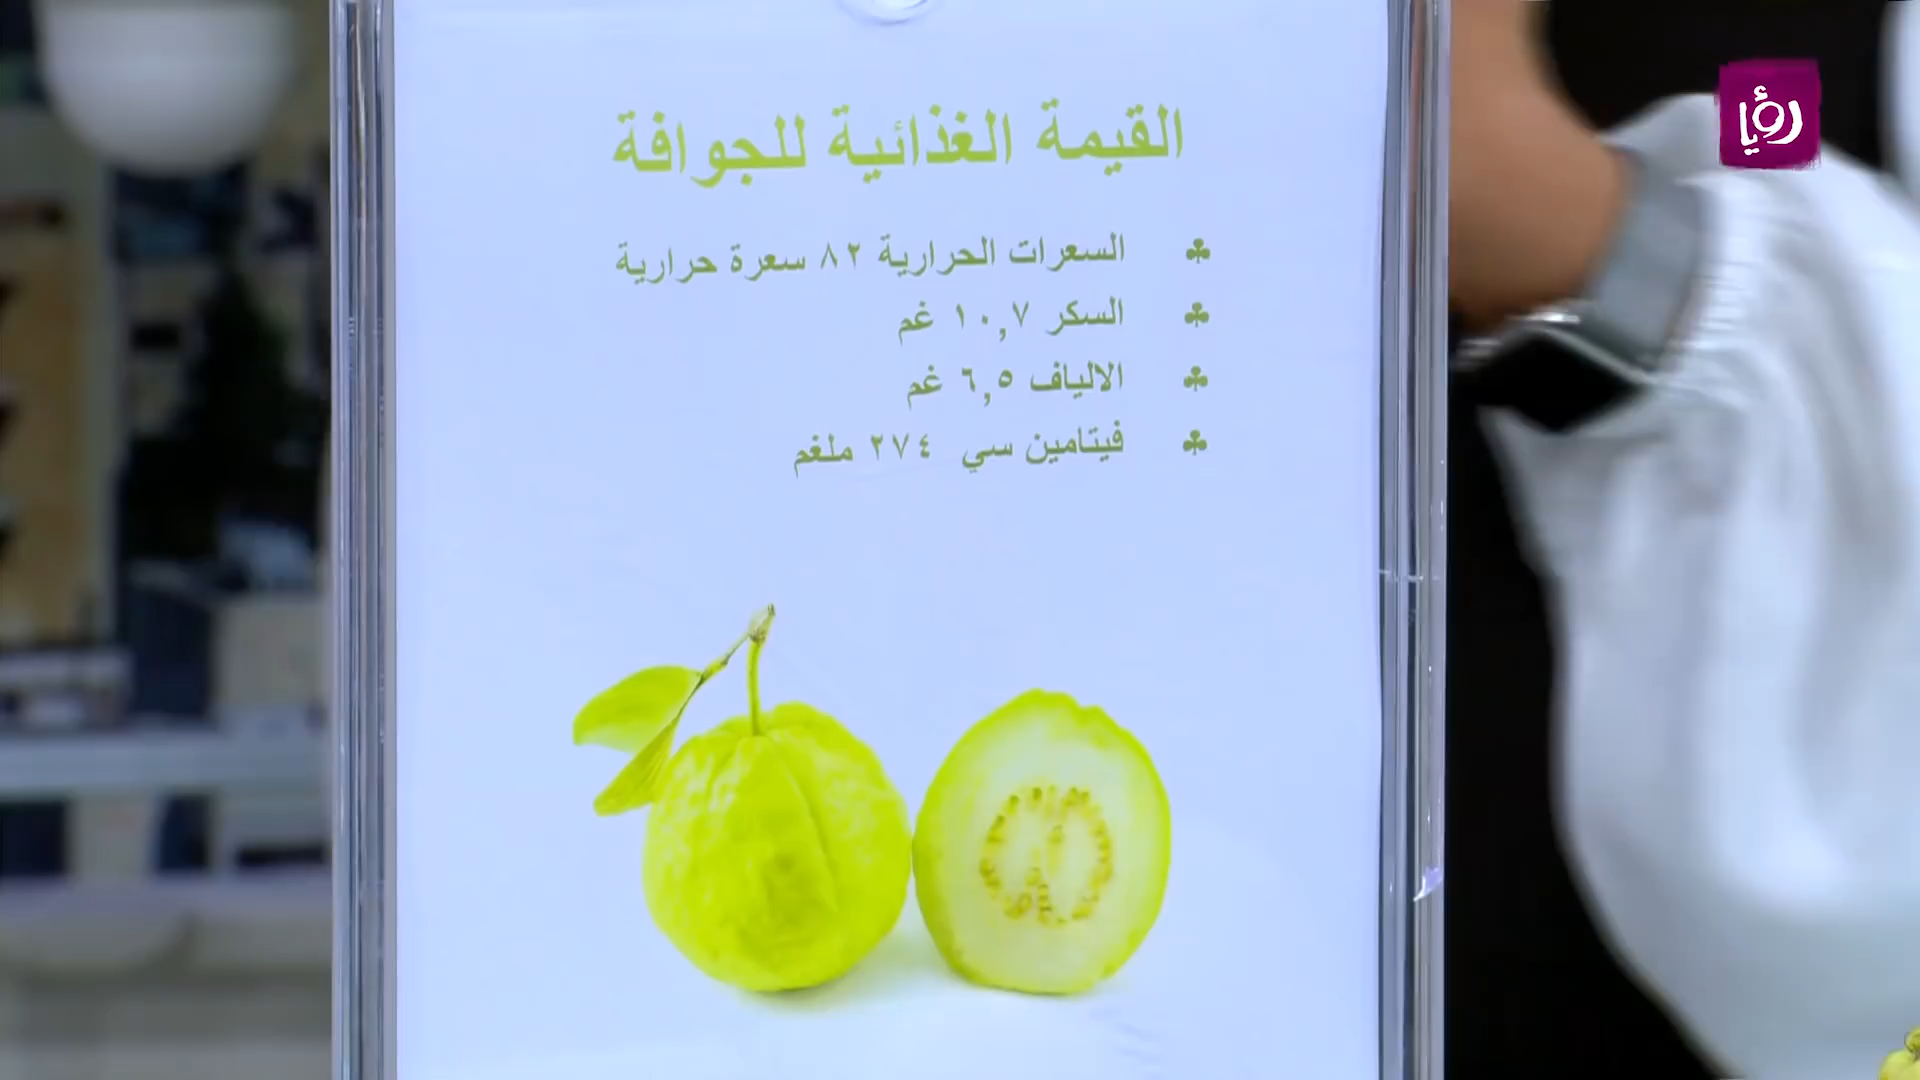 رؤيا
القيمة الغذائية للجوافة
♣ السعرات الحرارية ٨٢ سعرة حرارية
♣ السكر ١٠,٧ غم
♣ الالياف ٦,٥ غم
♣ فيتامين سي ٢٧٤ ملغم